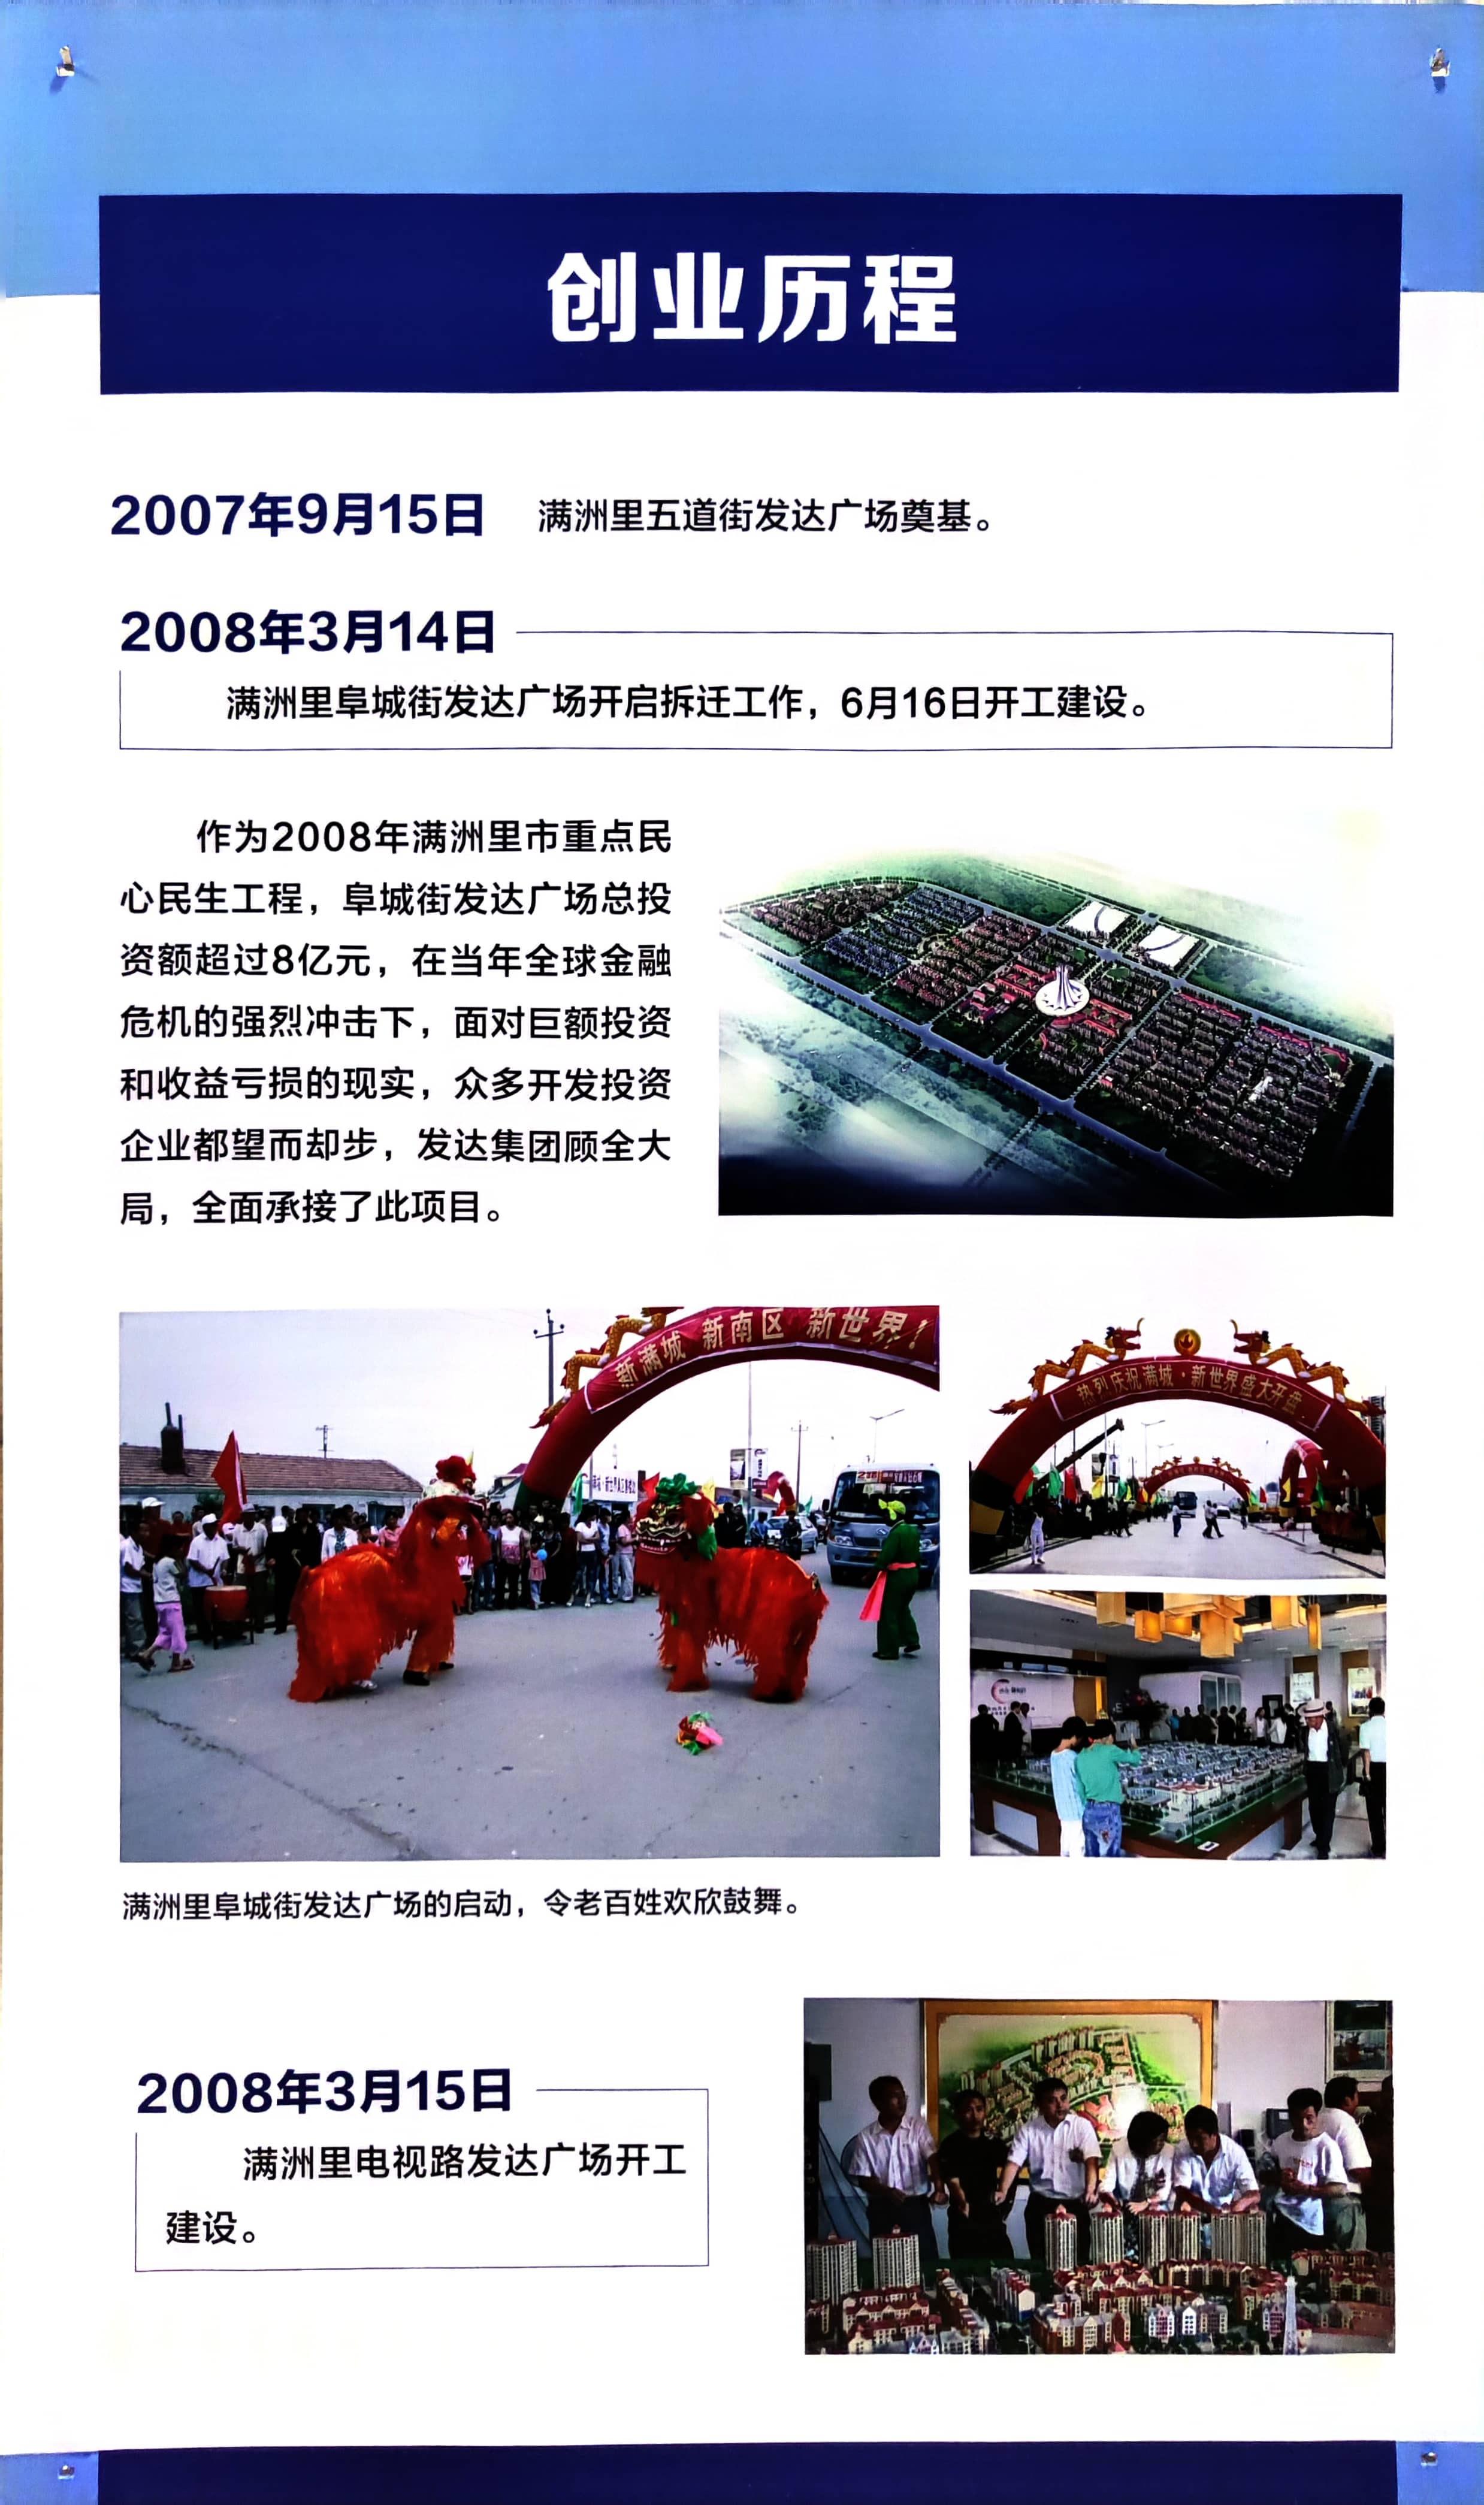 创业历程
2007年9月15日 满洲里五道街发达广场奠基。
2008年3月14日
满洲里阜城街发达广场开启拆迁工作，6月16日开工建设。
作为2008年满洲里市重点民
心民生工程，阜城街发达广场总投
资额超过8亿元，在当年全球金融
危机的强烈冲击下，面对巨额投资
和收益亏损的现实，众多开发投资
企业都望而却步，发达集团顾全大
局，全面承接了此项目。
新满城 新南区 新世界！
热烈庆祝满城·新世界盛大开盘
满洲里阜城街发达广场的启动，令老百姓欢欣鼓舞。
2008年3月15日
满洲里电视路发达广场开工
建设。